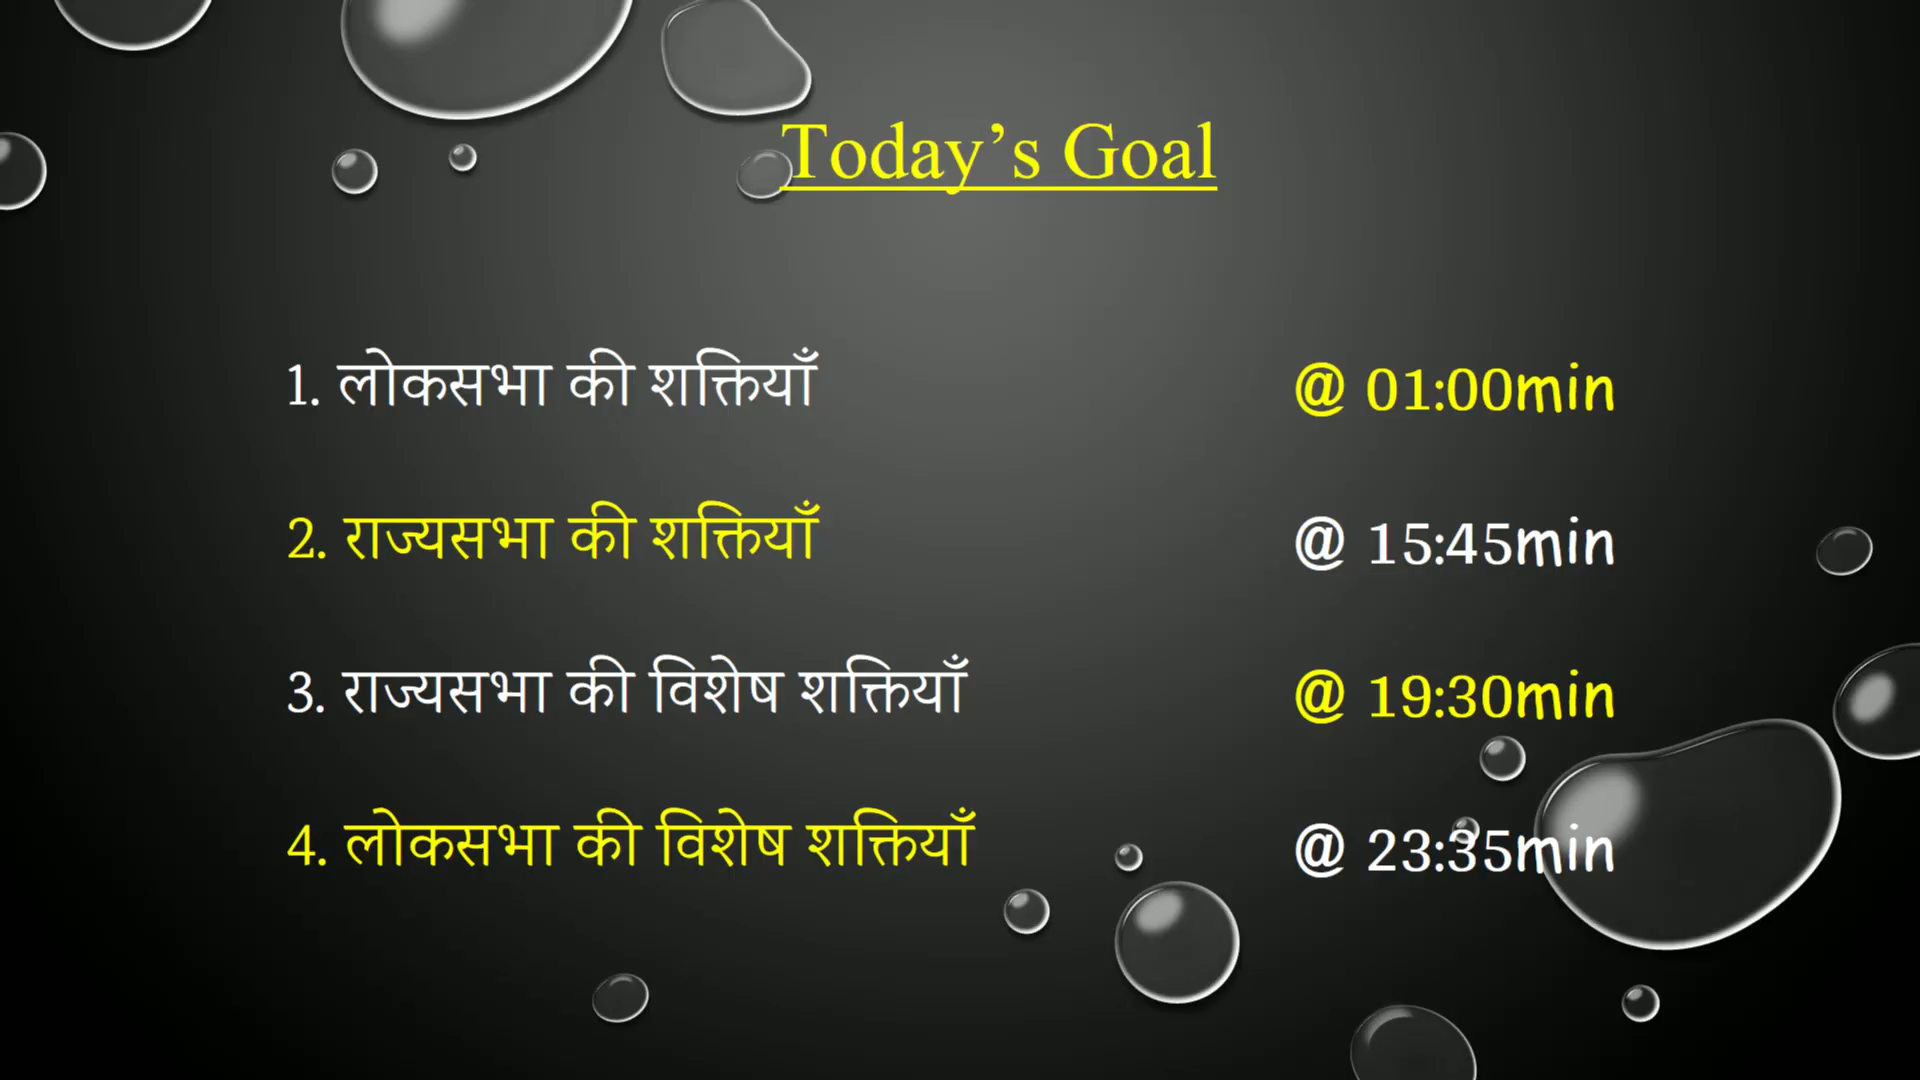 Today’s Goal
1. लोकसभा की शक्तियाँ @ 01:00min
2. राज्यसभा की शक्तियाँ @ 15:45min
3. राज्यसभा की विशेष शक्तियाँ @ 19:30min
4. लोकसभा की विशेष शक्तियाँ @ 23:35min